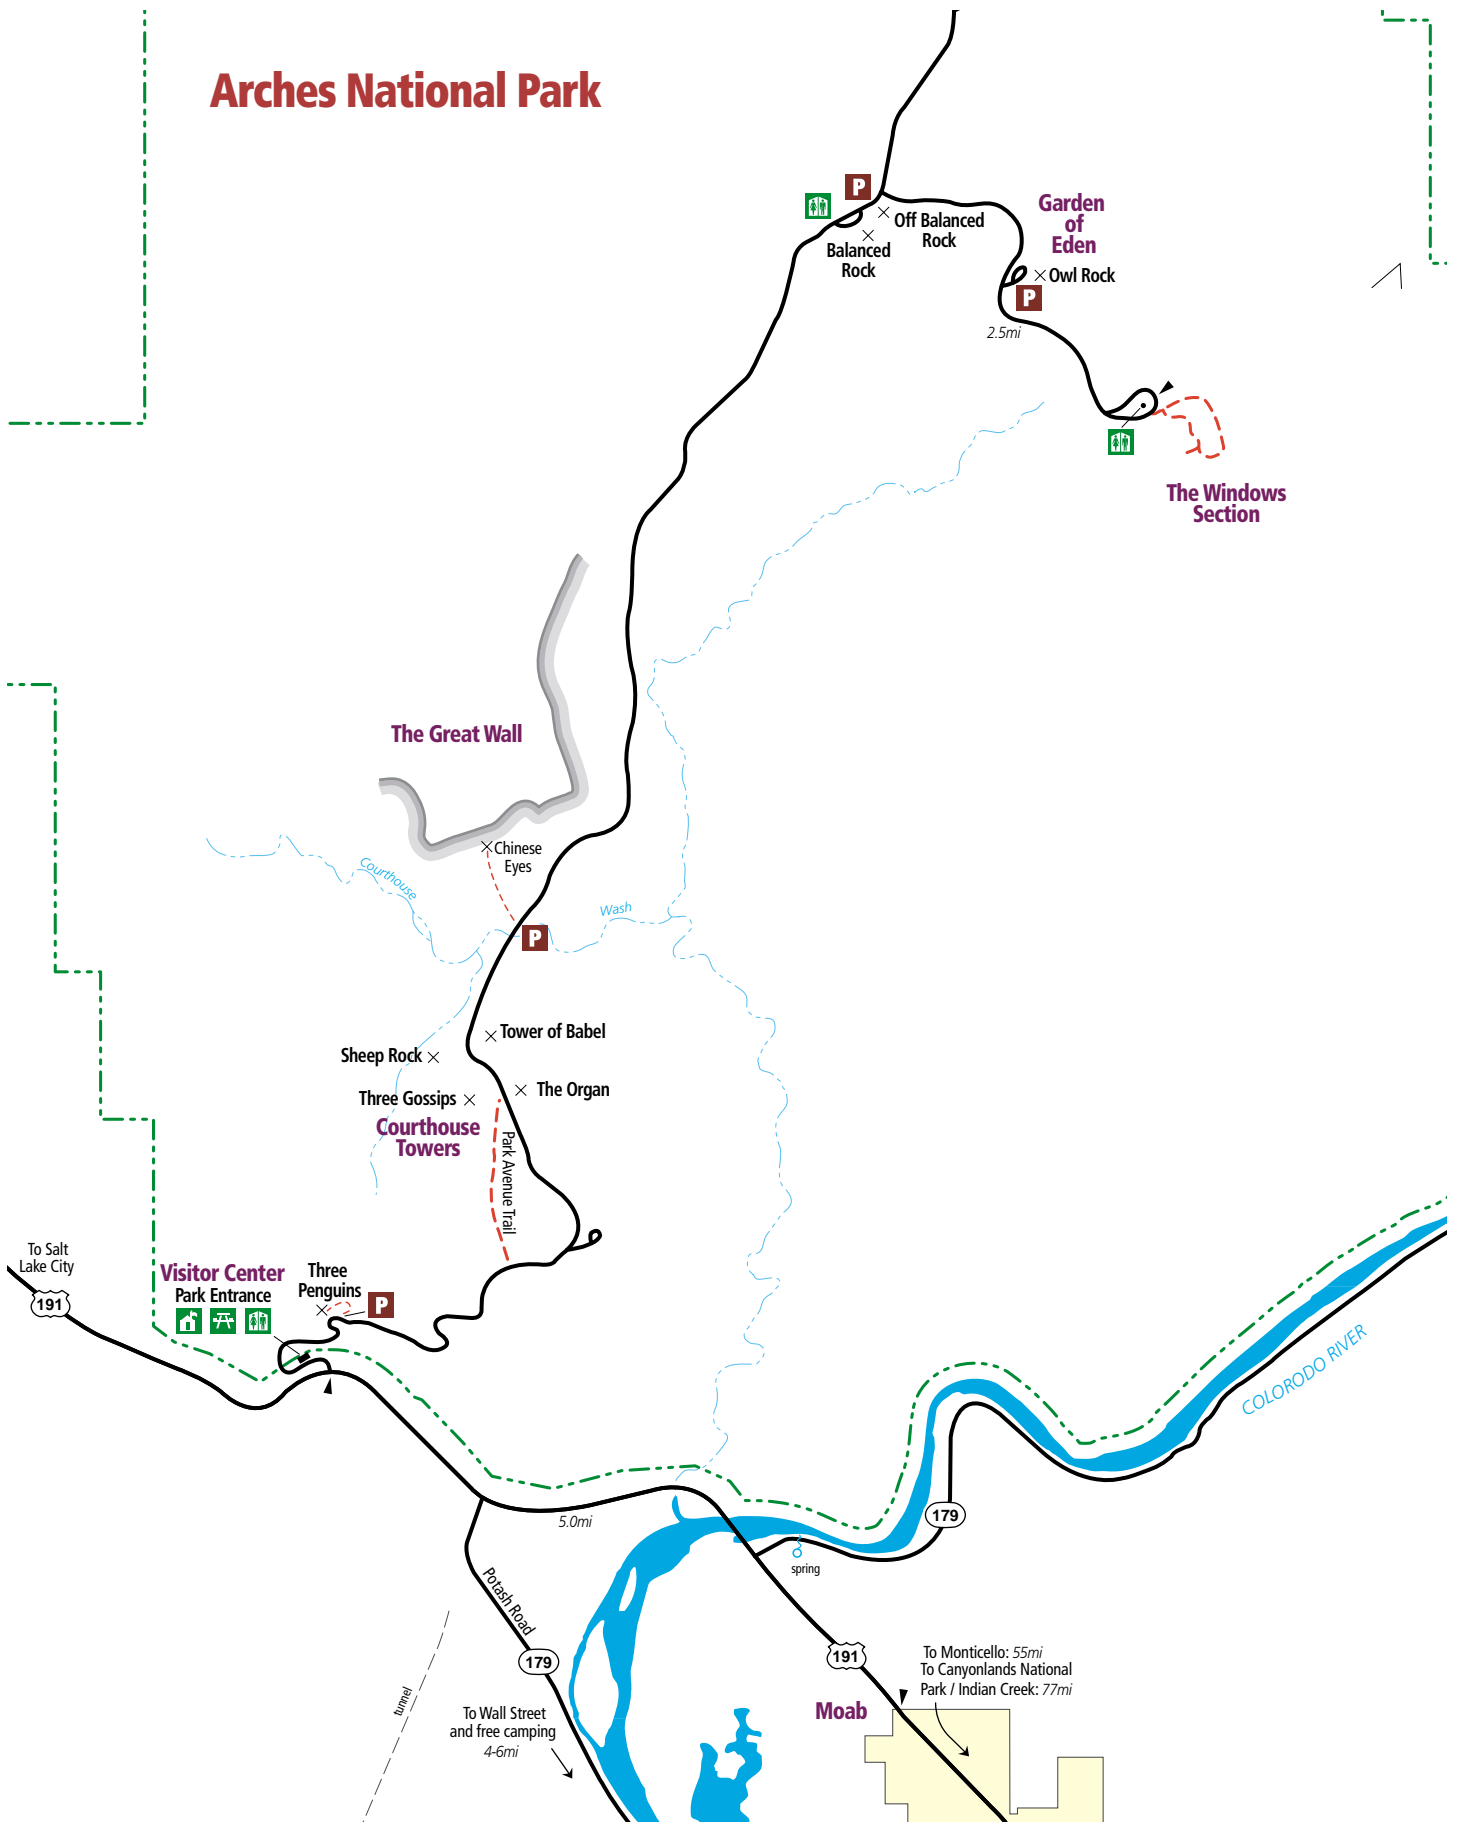 Arches National Park
P
Garden
of
Eden
Off Balanced
Rock
Balanced
Rock
Owl Rock
P
2.5mi
The Windows
Section
The Great Wall
Chinese
Eyes
Courthouse
Wash
P
Tower of Babel
Sheep Rock
The Organ
Three Gossips
Courthouse
Towers
Park Avenue Trail
To Salt
Lake City
191
Visitor Center
Park Entrance
Three
Penguins
P
COLORODO RIVER
179
5.0mi
spring
Potash Road
179
191
To Monticello: 55mi
To Canyonlands National
Park / Indian Creek: 77mi
tunnel
Moab
To Wall Street
and free camping
4-6mi